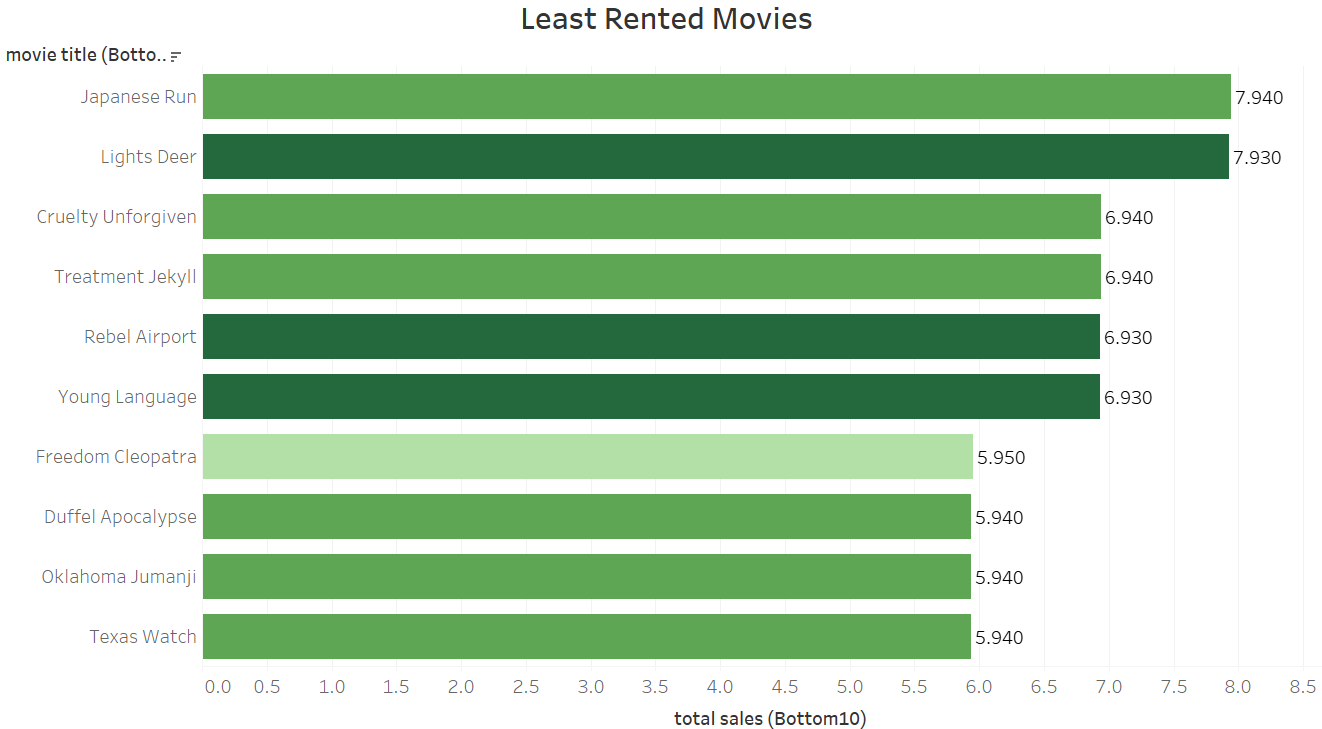 Least Rented Movies
movie title (Botto..
Japanese Run 7.940
Lights Deer 7.930
Cruelty Unforgiven 6.940
Treatment Jekyll 6.940
Rebel Airport 6.930
Young Language 6.930
Freedom Cleopatra 5.950
Duffel Apocalypse 5.940
Oklahoma Jumanji 5.940
Texas Watch 5.940
0.0 0.5 1.0 1.5 2.0 2.5 3.0 3.5 4.0 4.5 5.0 5.5 6.0 6.5 7.0 7.5 8.0 8.5
total sales (Bottom10)